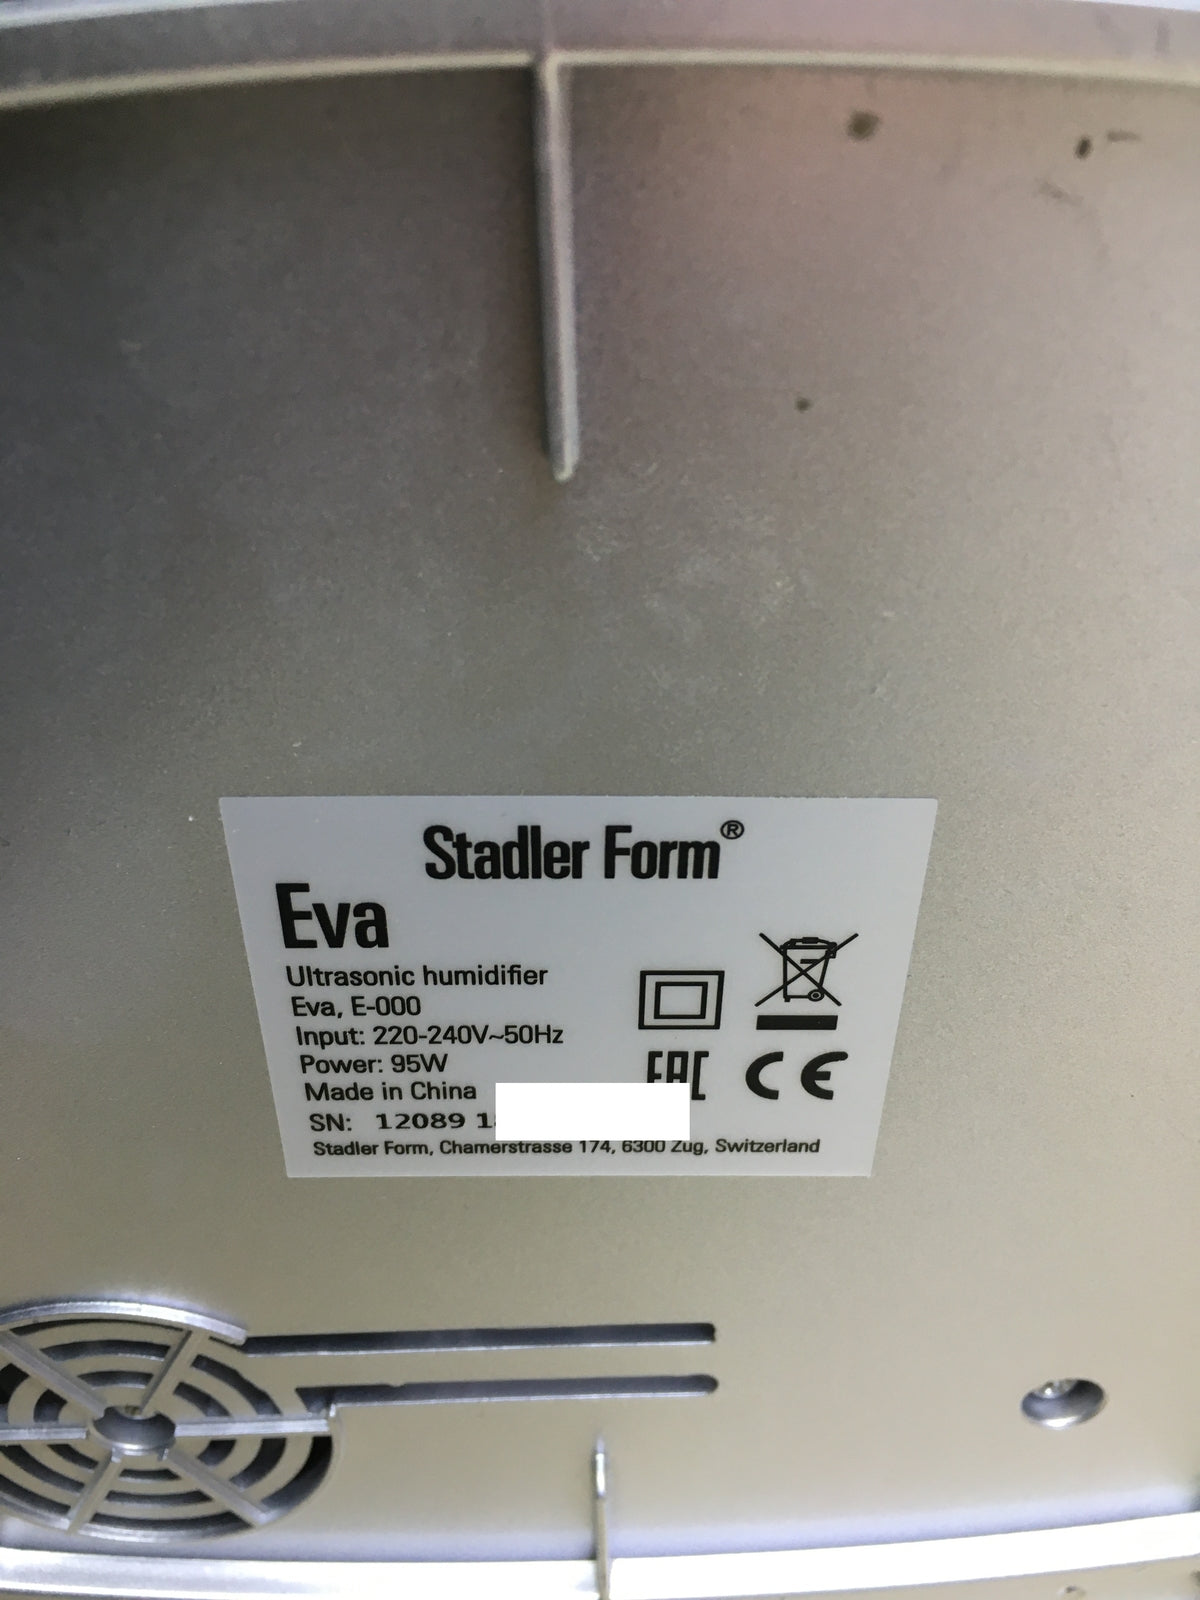 Stadler Form®
Eva
Ultrasonic humidifier
Eva, E-000
Input: 220-240V~50Hz
Power: 95W
Made in China
SN: 12089
EAC CE
Stadler Form, Chamerstrasse 174, 6300 Zug, Switzerland